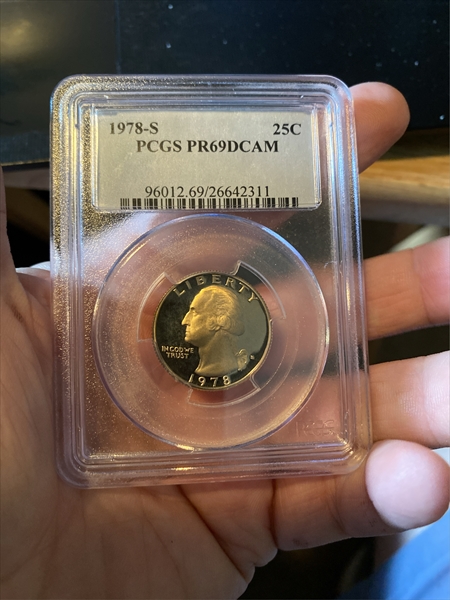 1978-S 25C
PCGS PR69DCAM
96012.69/26642311
LIBERTY
IN GOD WE
TRUST
S
1978